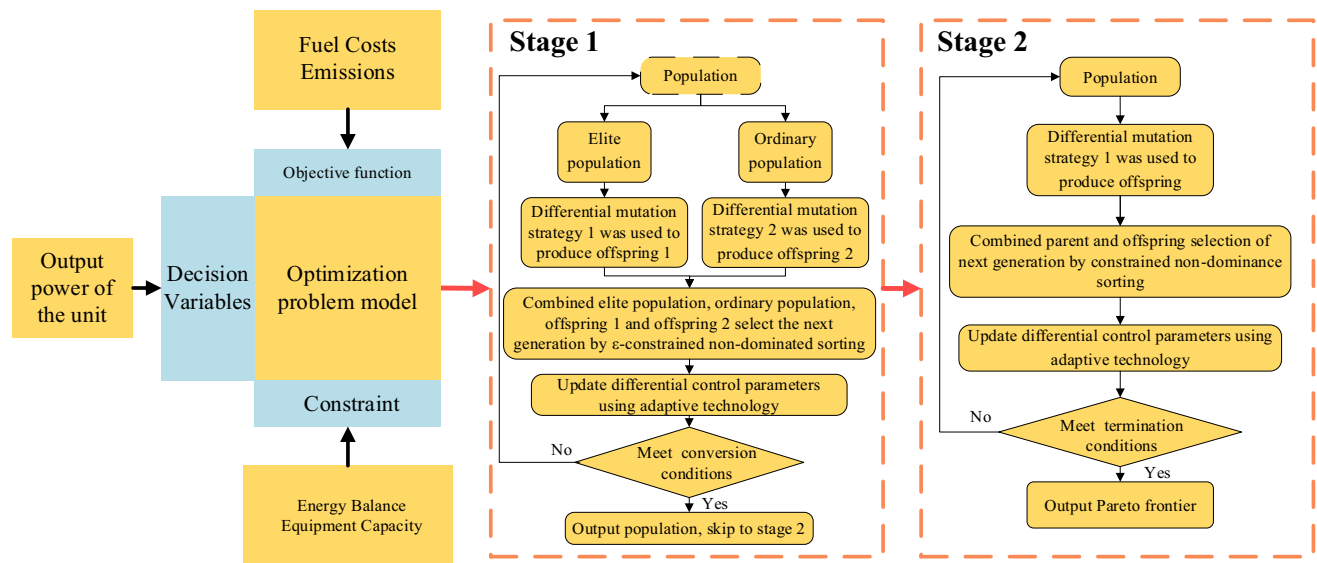 Fuel Costs
Emissions
Objective function
Output
power of
the unit
Decision
Variables
Optimization
problem model
Constraint
Energy Balance
Equipment Capacity
Stage 1
Population
Elite
population
Ordinary
population
Differential mutation
strategy 1 was used to
produce offspring 1
Differential mutation
strategy 2 was used to
produce offspring 2
Combined elite population, ordinary population,
offspring 1 and offspring 2 select the next
generation by ε-constrained non-dominated sorting
Update differential control parameters
using adaptive technology
No
Meet conversion
conditions
Yes
Output population, skip to stage 2
Stage 2
Population
Differential mutation
strategy 1 was used to
produce offspring
Combined parent and offspring selection of
next generation by constrained non-dominance
sorting
Update differential control parameters using
adaptive technology
No
Meet termination
conditions
Yes
Output Pareto frontier